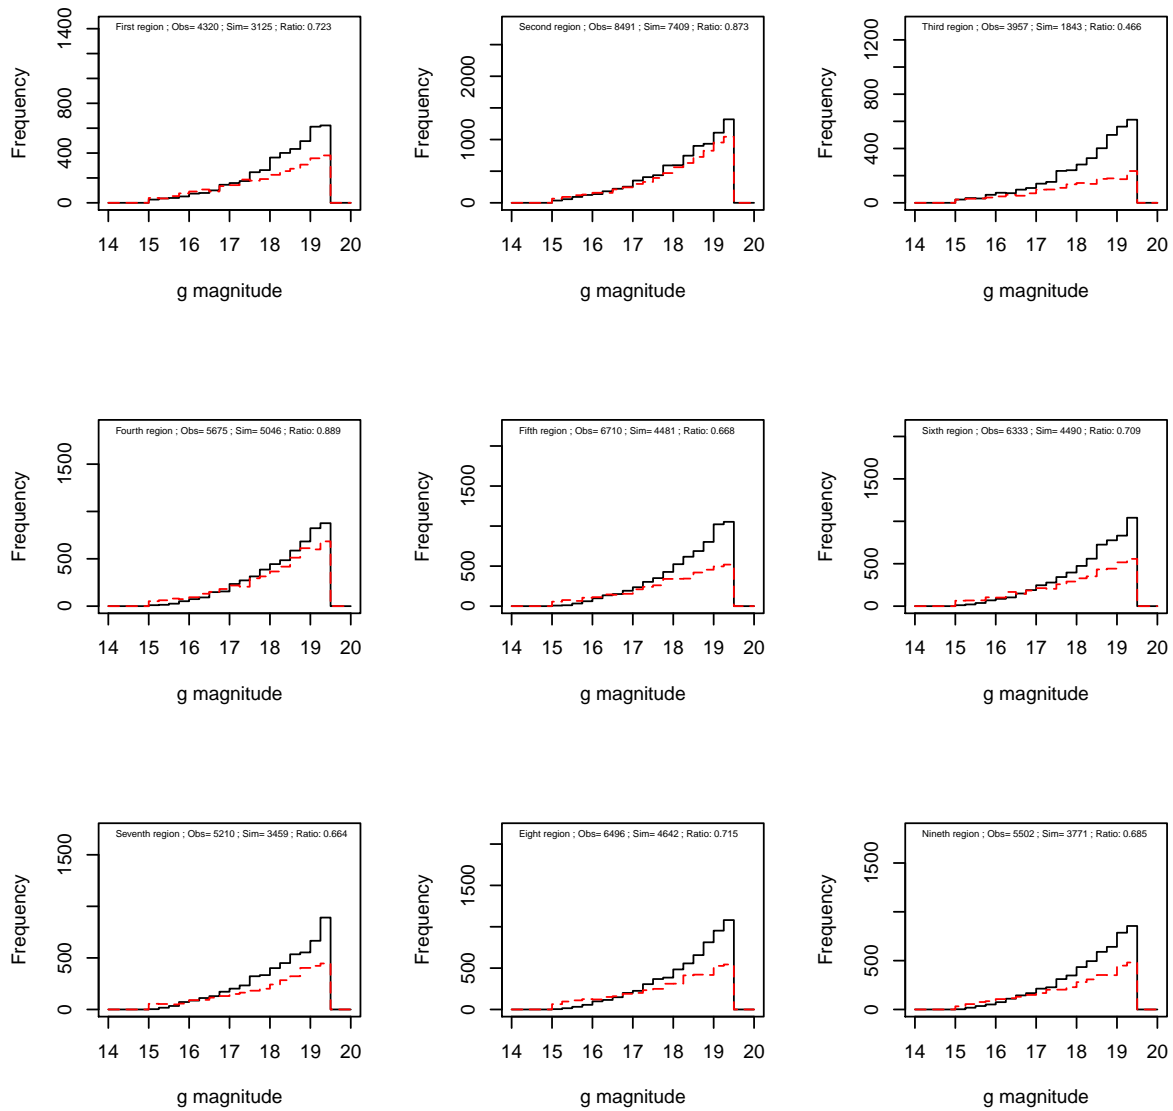 First region ; Obs= 4320 ; Sim= 3125 ; Ratio: 0.723
Frequency
0 400 800 1400
14 15 16 17 18 19 20
g magnitude
Second region ; Obs= 8491 ; Sim= 7409 ; Ratio: 0.873
Frequency
0 1000 2000
14 15 16 17 18 19 20
g magnitude
Third region ; Obs= 3957 ; Sim= 1843 ; Ratio: 0.466
Frequency
0 400 800 1200
14 15 16 17 18 19 20
g magnitude
Fourth region ; Obs= 5675 ; Sim= 5046 ; Ratio: 0.889
Frequency
0 500 1500
14 15 16 17 18 19 20
g magnitude
Fifth region ; Obs= 6710 ; Sim= 4481 ; Ratio: 0.668
Frequency
0 500 1500
14 15 16 17 18 19 20
g magnitude
Sixth region ; Obs= 6333 ; Sim= 4490 ; Ratio: 0.709
Frequency
0 500 1500
14 15 16 17 18 19 20
g magnitude
Seventh region ; Obs= 5210 ; Sim= 3459 ; Ratio: 0.664
Frequency
0 500 1500
14 15 16 17 18 19 20
g magnitude
Eight region ; Obs= 6496 ; Sim= 4642 ; Ratio: 0.715
Frequency
0 500 1500
14 15 16 17 18 19 20
g magnitude
Nineth region ; Obs= 5502 ; Sim= 3771 ; Ratio: 0.685
Frequency
0 500 1500
14 15 16 17 18 19 20
g magnitude